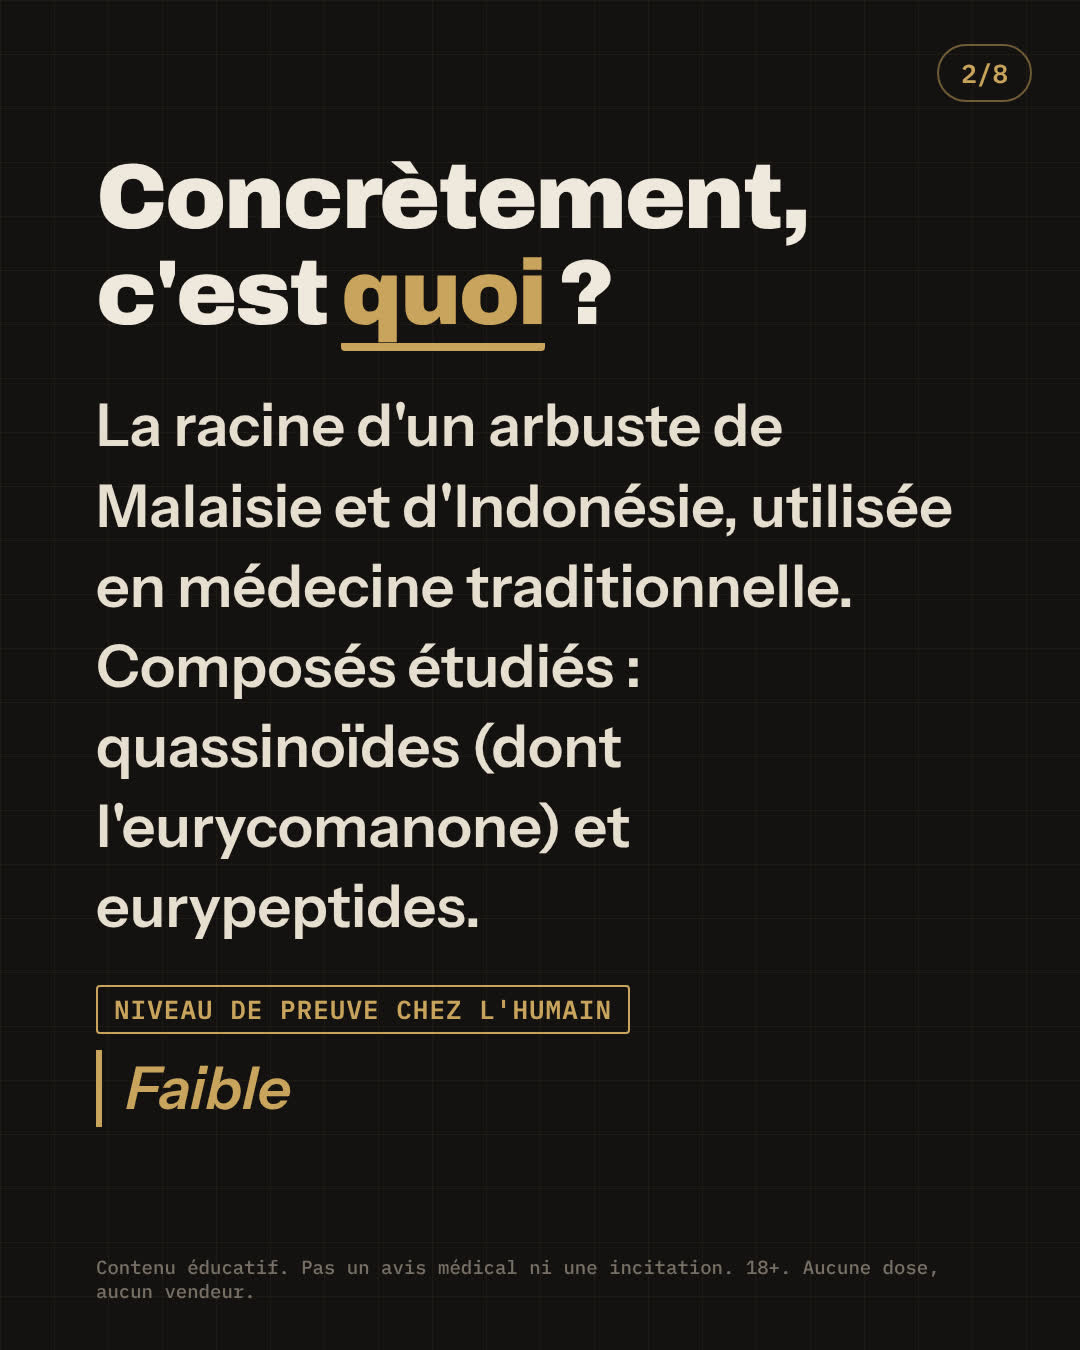 2/8
Concrètement,
c'est quoi ?
La racine d'un arbuste de
Malaisie et d'Indonésie, utilisée
en médecine traditionnelle.
Composés étudiés :
quassinoïdes (dont
l'eurycomanone) et
eurypeptides.
NIVEAU DE PREUVE CHEZ L'HUMAIN
Faible
Contenu éducatif. Pas un avis médical ni une incitation. 18+. Aucune dose,
aucun vendeur.